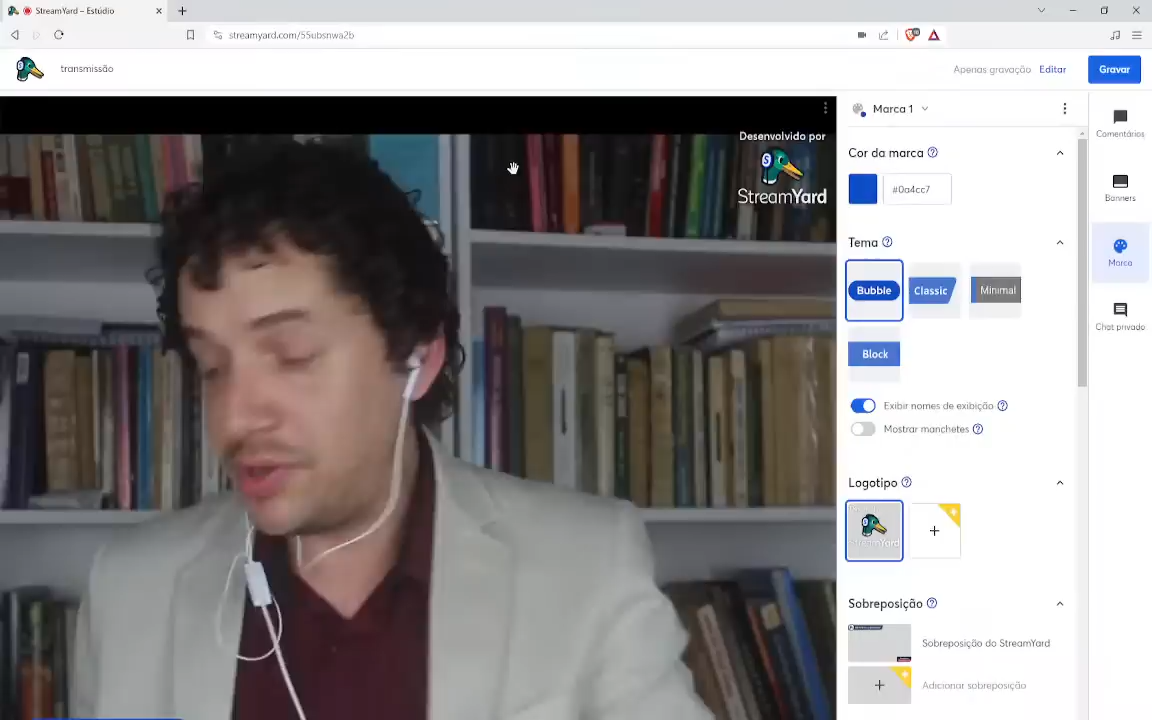 StreamYard – Estúdio
streamyard.com/55ubsnwa2b
transmissão
Apenas gravação
Editar
Gravar
Desenvolvido por
StreamYard
Marca 1
Cor da marca
#0a4cc7
Tema
Bubble
Classic
Minimal
Block
Exibir nomes de exibição
Mostrar manchetes
Logotipo
StreamYard
Sobreposição
Sobreposição do StreamYard
Adicionar sobreposição
Comentários
Banners
Marca
Chat privado